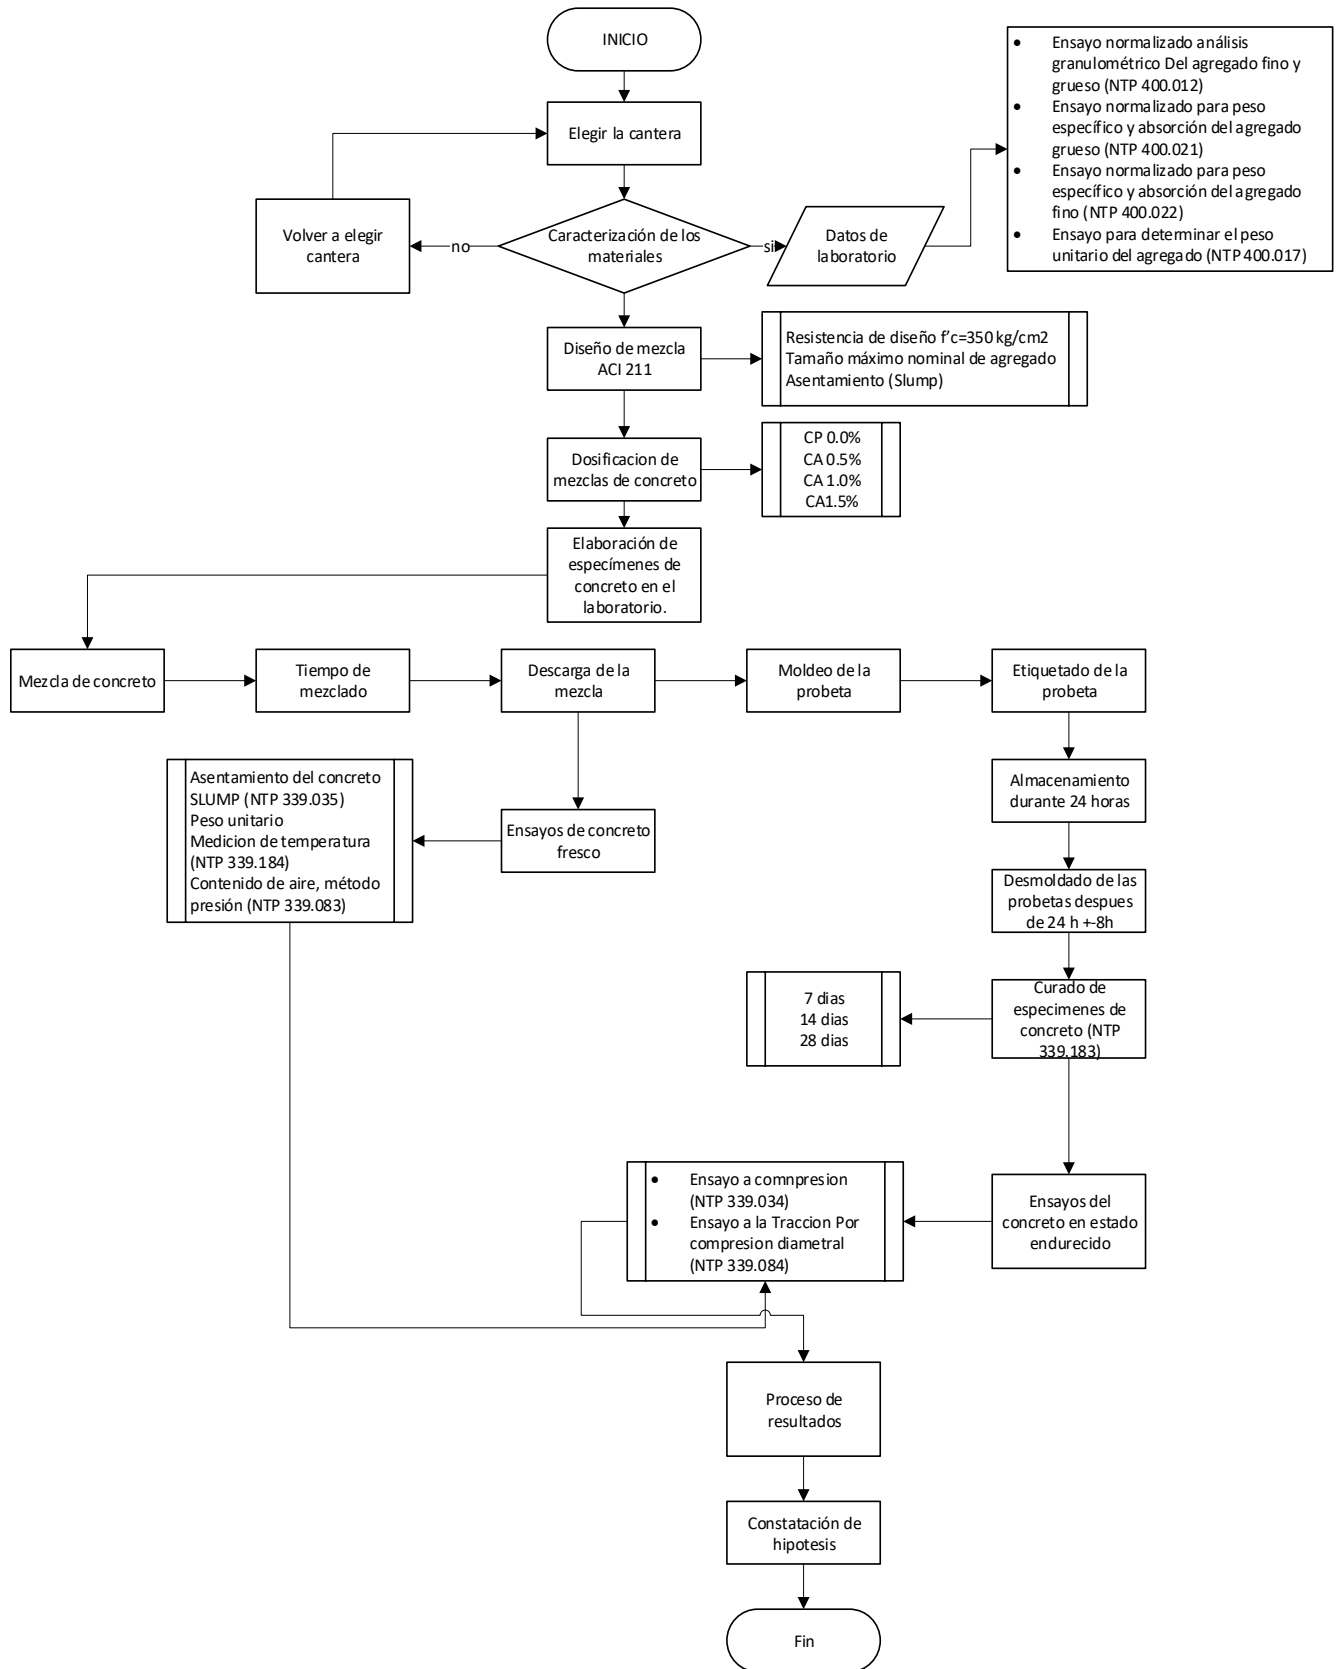 INICIO
Elegir la cantera
• Ensayo normalizado análisis
granulométrico Del agregado fino y
grueso (NTP 400.012)
• Ensayo normalizado para peso
específico y absorción del agregado
grueso (NTP 400.021)
• Ensayo normalizado para peso
específico y absorción del agregado
fino (NTP 400.022)
• Ensayo para determinar el peso
unitario del agregado (NTP 400.017)
Volver a elegir
cantera
no
Caracterización de los
materiales
si
Datos de
laboratorio
Diseño de mezcla
ACI 211
Resistencia de diseño f'c=350 kg/cm2
Tamaño máximo nominal de agregado
Asentamiento (Slump)
Dosificacion de
mezclas de concreto
CP 0.0%
CA 0.5%
CA 1.0%
CA1.5%
Elaboración de
especímenes de
concreto en el
laboratorio.
Mezcla de concreto
Tiempo de
mezclado
Descarga de la
mezcla
Moldeo de la
probeta
Etiquetado de la
probeta
Asentamiento del concreto
SLUMP (NTP 339.035)
Peso unitario
Medicion de temperatura
(NTP 339.184)
Contenido de aire, método
presión (NTP 339.083)
Ensayos de concreto
fresco
Almacenamiento
durante 24 horas
Desmoldado de las
probetas despues
de 24 h +-8h
7 dias
14 dias
28 dias
Curado de
especimenes de
concreto (NTP
339.183)
• Ensayo a comnpresion
(NTP 339.034)
• Ensayo a la Traccion Por
compresion diametral
(NTP 339.084)
Ensayos del
concreto en estado
endurecido
Proceso de
resultados
Constatación de
hipotesis
Fin